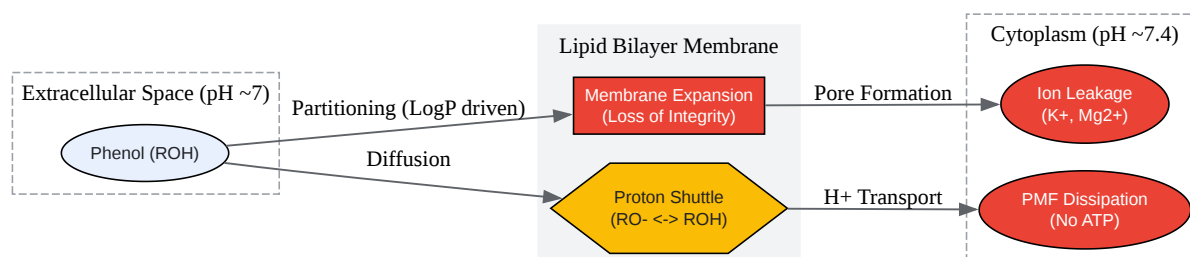 Extracellular Space (pH ~7)
Phenol (ROH)
Partitioning (LogP driven)
Diffusion
Lipid Bilayer Membrane
Membrane Expansion
(Loss of Integrity)
Proton Shuttle
(RO- <-> ROH)
Pore Formation
H+ Transport
Cytoplasm (pH ~7.4)
Ion Leakage
(K+, Mg2+)
PMF Dissipation
(No ATP)